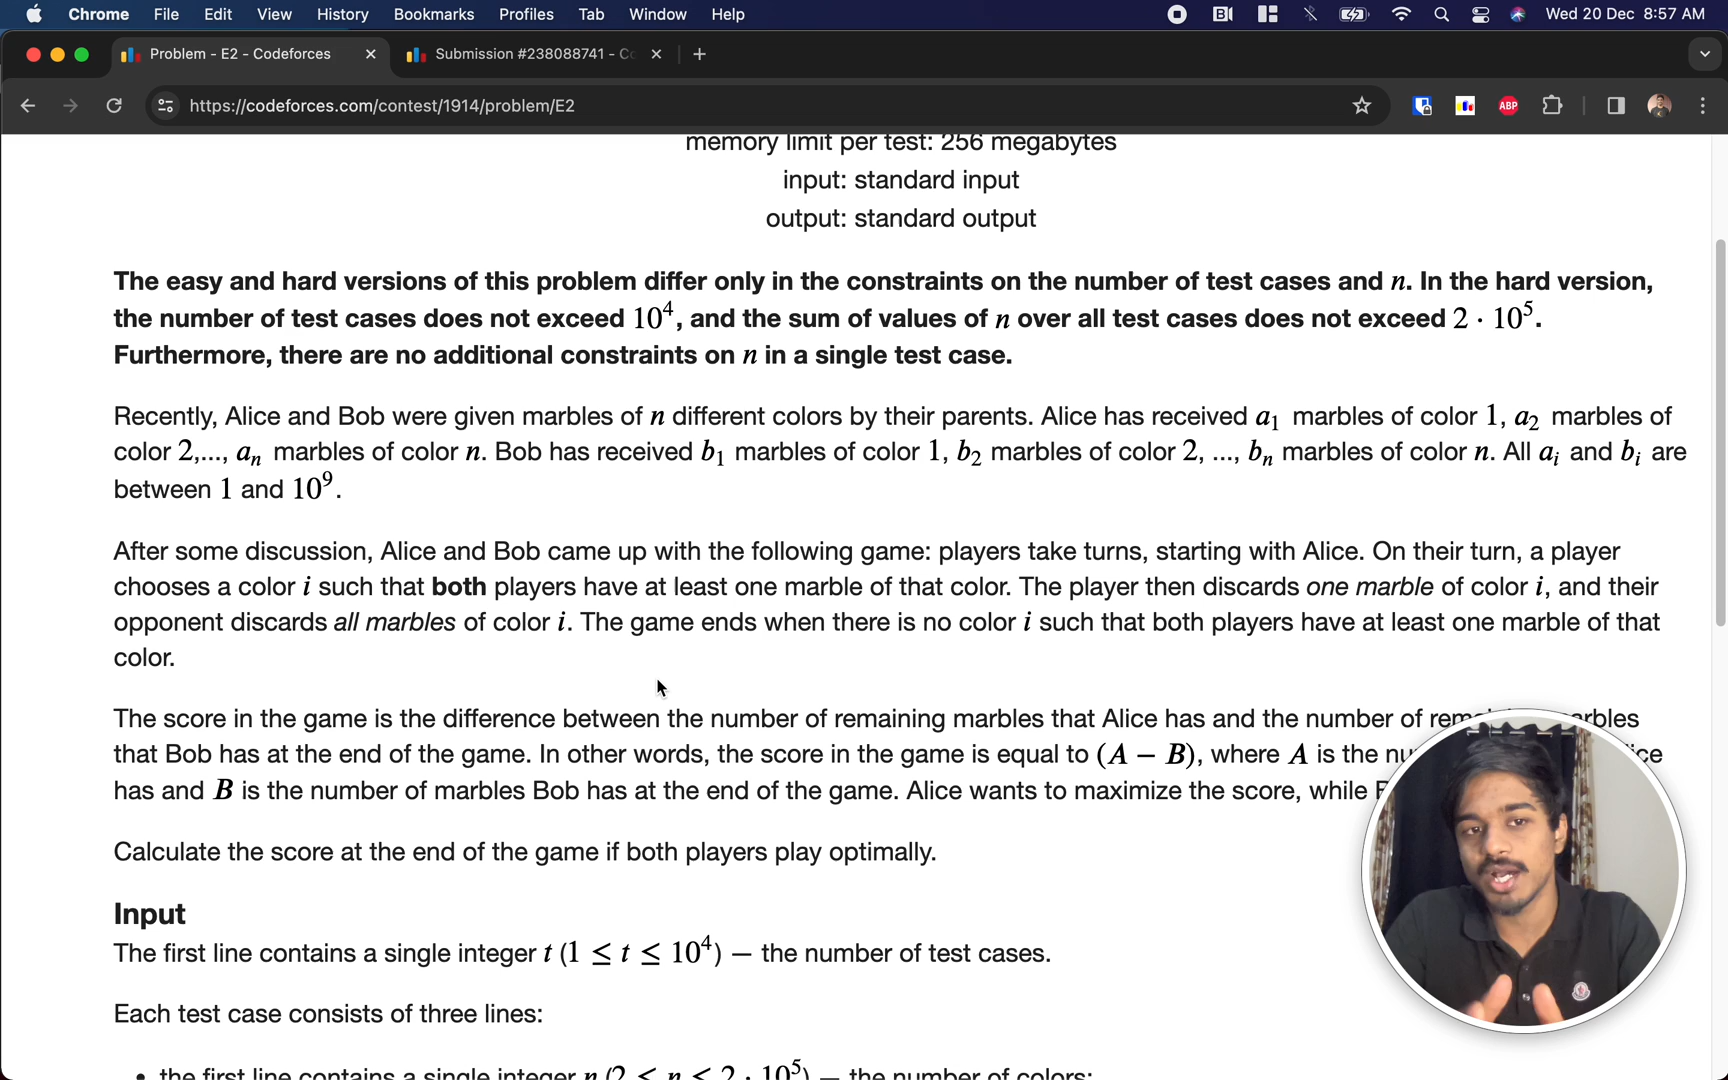 Chrome File Edit View History Bookmarks Profiles Tab Window Help Wed 20 Dec 8:57 AM
Problem - E2 - Codeforces Submission #238088741 - Co
https://codeforces.com/contest/1914/problem/E2 ABP
memory limit per test: 256 megabytes
input: standard input
output: standard output
The easy and hard versions of this problem differ only in the constraints on the number of test cases and n. In the hard version,
the number of test cases does not exceed 10⁴, and the sum of values of n over all test cases does not exceed 2 · 10⁵.
Furthermore, there are no additional constraints on n in a single test case.
Recently, Alice and Bob were given marbles of n different colors by their parents. Alice has received a₁ marbles of color 1, a₂ marbles of
color 2,..., aₙ marbles of color n. Bob has received b₁ marbles of color 1, b₂ marbles of color 2, ..., bₙ marbles of color n. All aᵢ and bᵢ are
between 1 and 10⁹.
After some discussion, Alice and Bob came up with the following game: players take turns, starting with Alice. On their turn, a player
chooses a color i such that both players have at least one marble of that color. The player then discards one marble of color i, and their
opponent discards all marbles of color i. The game ends when there is no color i such that both players have at least one marble of that
color.
The score in the game is the difference between the number of remaining marbles that Alice has and the number of
that Bob has at the end of the game. In other words, the score in the game is equal to (A − B), where A is the
has and B is the number of marbles Bob has at the end of the game. Alice wants to maximize the score, while
Calculate the score at the end of the game if both players play optimally.
Input
The first line contains a single integer t (1 ≤ t ≤ 10⁴) — the number of test cases.
Each test case consists of three lines:
• the first line contains a single integer n (2 ≤ n ≤ 2 · 10⁵) — the number of colors;